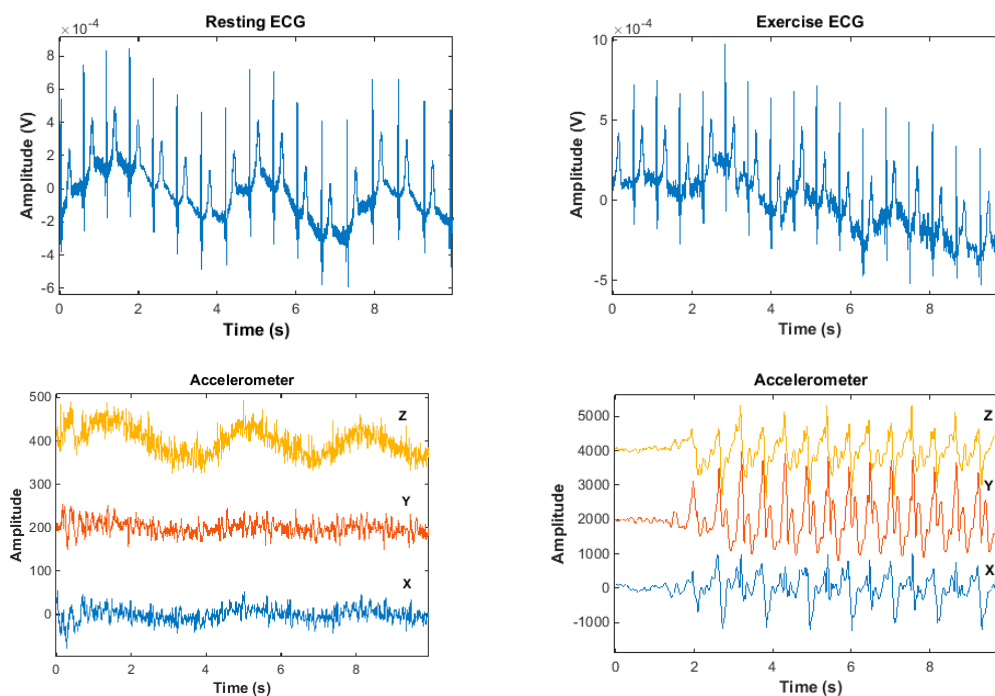 Resting ECG
×10⁻⁴
8
6
4
2
0
-2
-4
-6
Amplitude (V)
0 2 4 6 8
Time (s)
Exercise ECG
10 ×10⁻⁴
5
0
-5
Amplitude (V)
0 2 4 6 8
Time (s)
Accelerometer
500
400
300
200
100
0
Amplitude
Z
Y
X
0 2 4 6 8
Time (s)
Accelerometer
5000
4000
3000
2000
1000
0
-1000
Amplitude
Z
Y
X
0 2 4 6 8
Time (s)